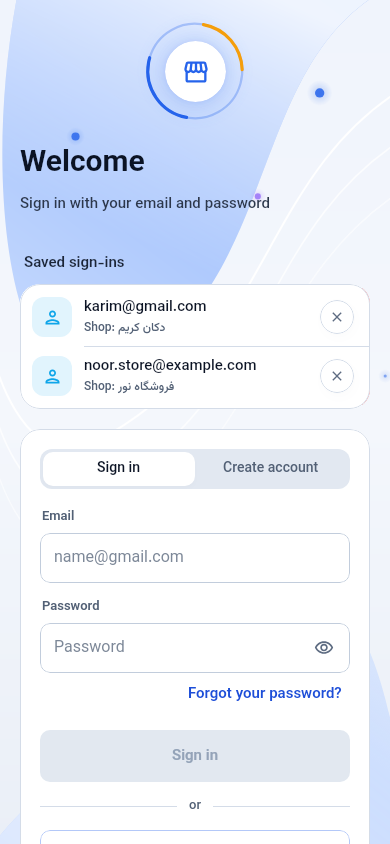 Welcome
Sign in with your email and password
Saved sign-ins
karim@gmail.com
Shop: دکان کریم
noor.store@example.com
Shop: فروشگاه نور
Sign in
Create account
Email
name@gmail.com
Password
Password
Forgot your password?
Sign in
or